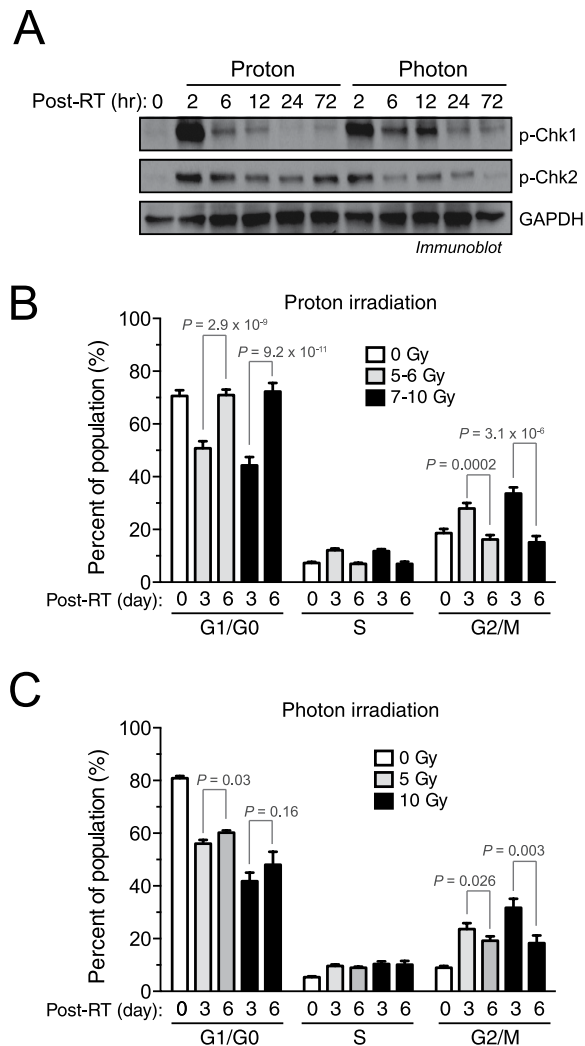 A
Proton Photon
Post-RT (hr): 0 2 6 12 24 72 2 6 12 24 72
p-Chk1
p-Chk2
GAPDH
Immunoblot
B
Proton irradiation
Percent of population (%)
100
80
60
40
20
0
P = 2.9 x 10-9
P = 9.2 x 10-11
0 Gy
5-6 Gy
7-10 Gy
P = 3.1 x 10-6
P = 0.0002
Post-RT (day): 0 3 6 3 6 0 3 6 3 6 0 3 6 3 6
G1/G0 S G2/M
C
Photon irradiation
Percent of population (%)
100
80
60
40
20
0
P = 0.03
P = 0.16
0 Gy
5 Gy
10 Gy
P = 0.003
P = 0.026
Post-RT (day): 0 3 6 3 6 0 3 6 3 6 0 3 6 3 6
G1/G0 S G2/M